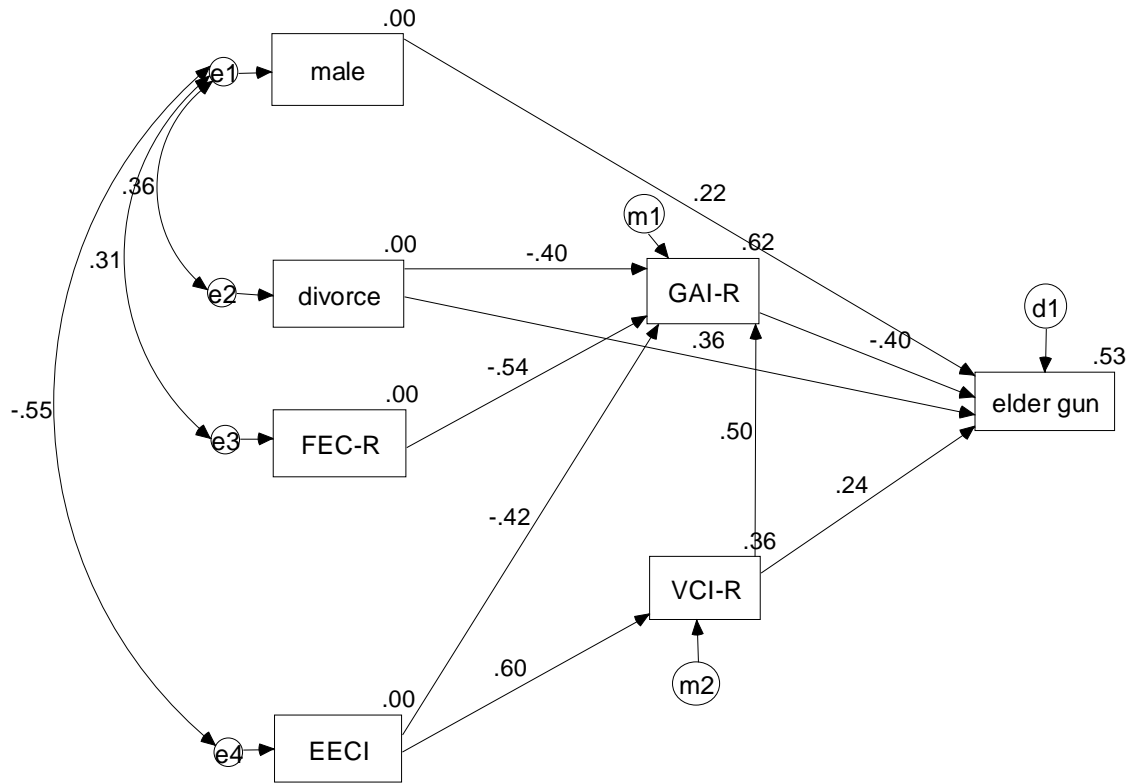 .00
e1
male
.36
.22
m1
.31
.00
.62
-.40
e2
divorce
GAI-R
d1
.36
-.40
.53
-.54
.00
elder gun
-.55
e3
FEC-R
.50
.24
-.42
.36
VCI-R
.60
m2
.00
e4
EECI